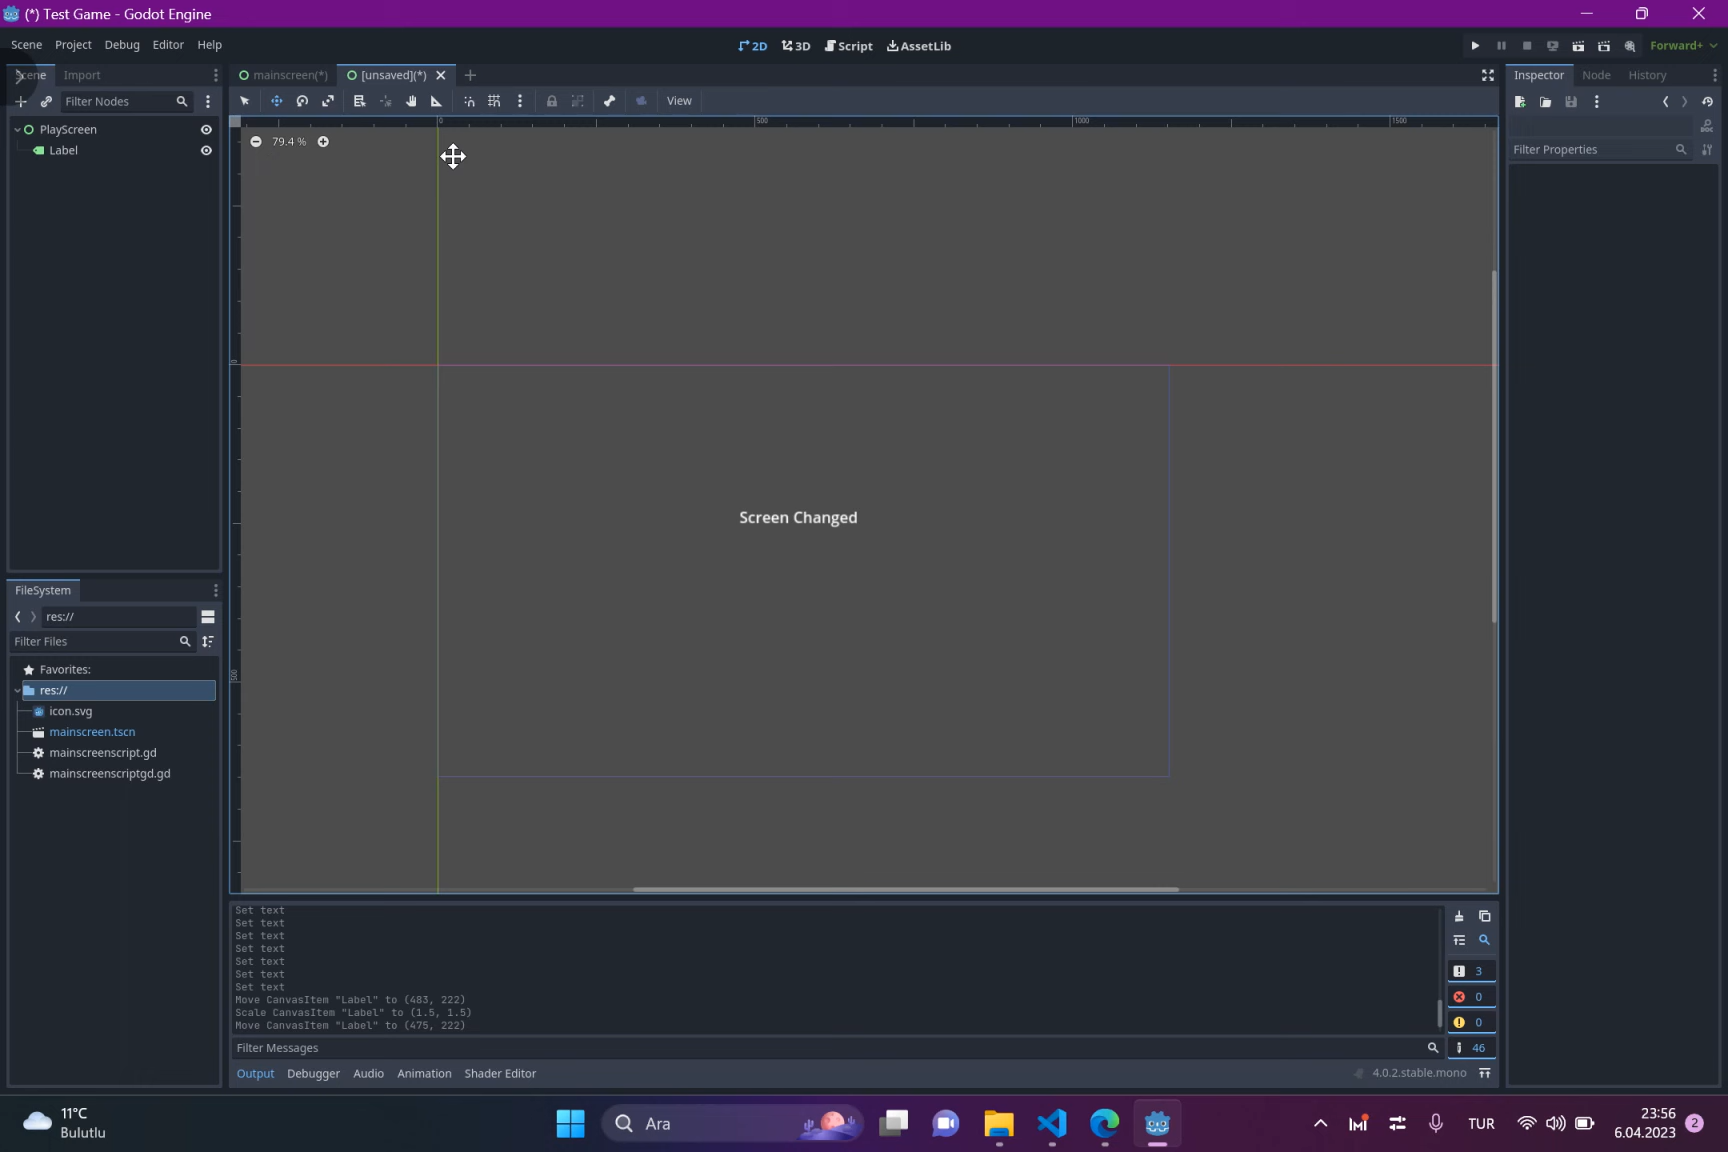 (*) Test Game - Godot Engine
Scene Project Debug Editor Help
2D 3D Script AssetLib
Forward+
Scene Import
mainscreen(*) [unsaved](*)
Inspector Node History
Filter Nodes
View
PlayScreen
Label
79.4 %
0 500 1000 1500
Filter Properties
0
Screen Changed
500
FileSystem
res://
Filter Files
Favorites:
res://
icon.svg
mainscreen.tscn
mainscreenscript.gd
mainscreenscriptgd.gd
Set text
Set text
Set text
Set text
Set text
Set text
Set text
Move CanvasItem "Label" to (483, 222)
Scale CanvasItem "Label" to (1.5, 1.5)
Move CanvasItem "Label" to (475, 222)
3
0
0
46
Filter Messages
Output Debugger Audio Animation Shader Editor
4.0.2.stable.mono
11°C
Bulutlu
Ara
TUR
23:56
6.04.2023
2